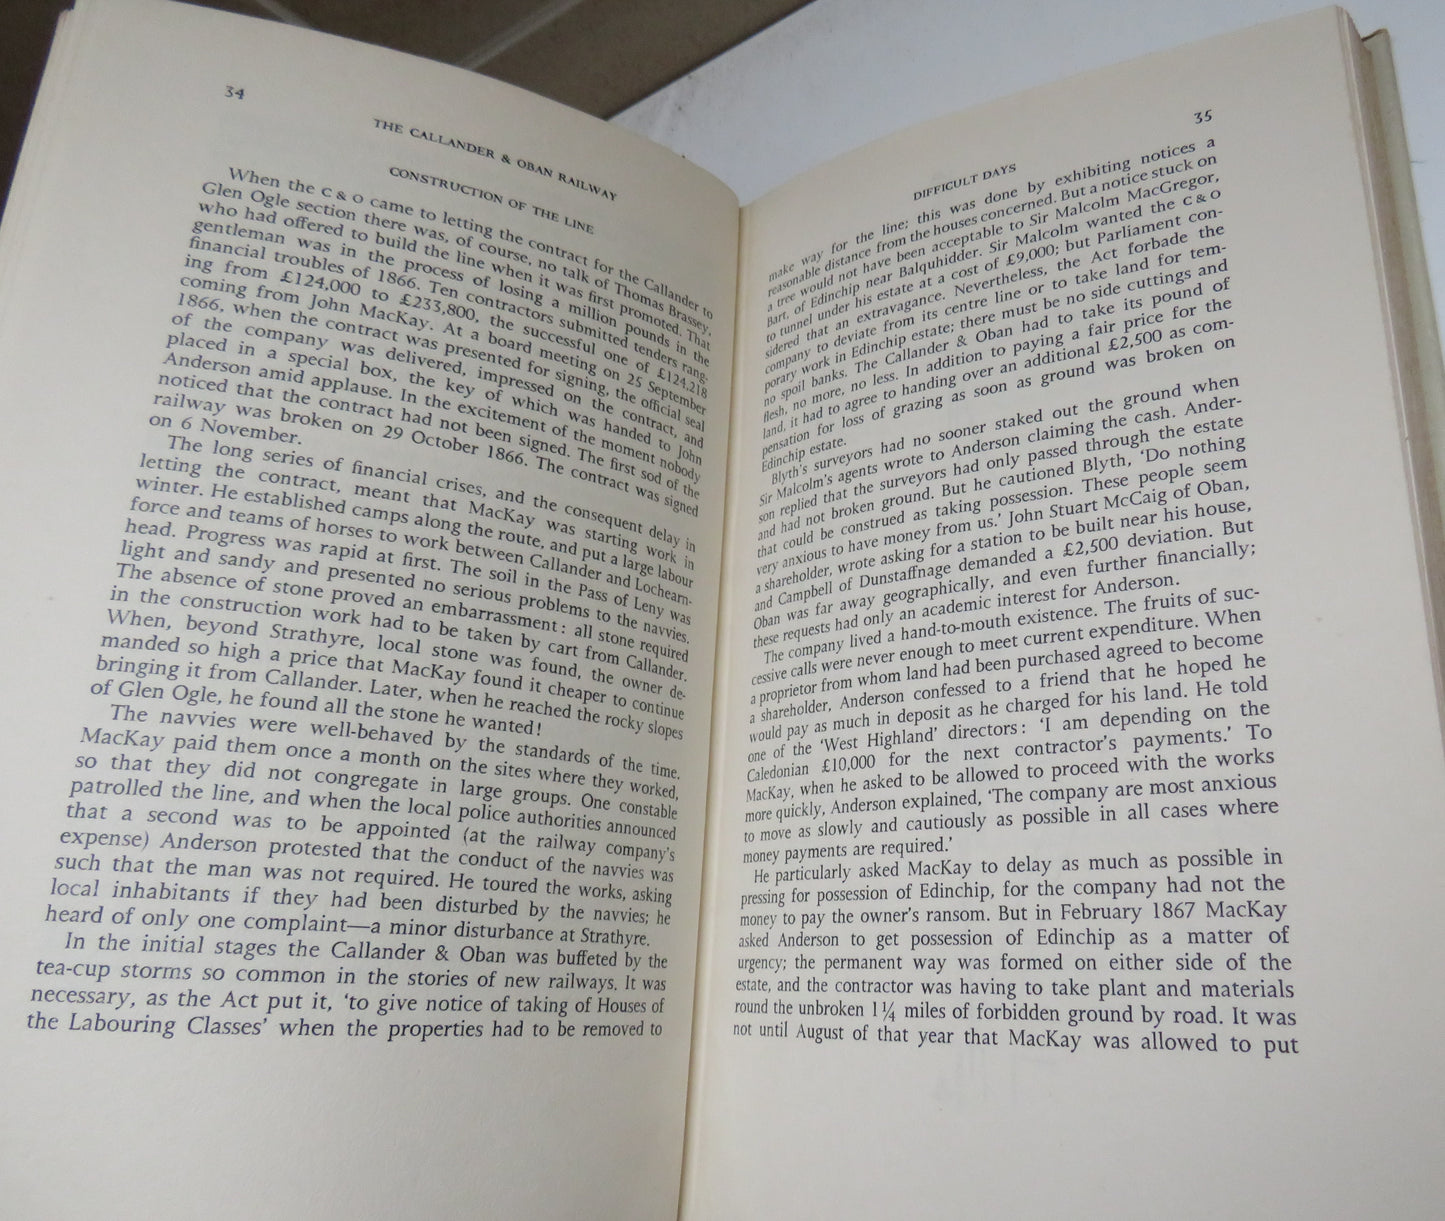 34
THE CALLANDER & OBAN RAILWAY
CONSTRUCTION OF THE LINE
When the C & O came to letting the contract for the Callander to
Glen Ogle section there was, of course, no talk of Thomas Brassey,
who had offered to build the line when it was first promoted. That
gentleman was in the process of losing a million pounds in the
financial troubles of 1866. Ten contractors submitted tenders rang-
ing from £124,000 to £233,800, the successful one of £124,218
coming from John MacKay. At a board meeting on 25 September
1866, when the contract was presented for signing, the official seal
of the company was delivered, impressed on the contract, and
placed in a special box, the key of which was handed to John
Anderson amid applause. In the excitement of the moment nobody
noticed that the contract had not been signed. The first sod of the
railway was broken on 29 October 1866. The contract was signed
on 6 November.
The long series of financial crises, and the consequent delay in
letting the contract, meant that MacKay was starting work in
winter. He established camps along the route, and put a large labour
force and teams of horses to work between Callander and Lochearn-
head. Progress was rapid at first. The soil in the Pass of Leny was
light and sandy and presented no serious problems to the navvies.
The absence of stone proved an embarrassment: all stone required
in the construction work had to be taken by cart from Callander.
When, beyond Strathyre, local stone was found, the owner de-
manded so high a price that MacKay found it cheaper to continue
bringing it from Callander. Later, when he reached the rocky slopes
of Glen Ogle, he found all the stone he wanted!
The navvies were well-behaved by the standards of the time.
MacKay paid them once a month on the sites where they worked,
so that they did not congregate in large groups. One constable
patrolled the line, and when the local police authorities announced
that a second was to be appointed (at the railway company's
expense) Anderson protested that the conduct of the navvies was
such that the man was not required. He toured the works, asking
local inhabitants if they had been disturbed by the navvies; he
heard of only one complaint—a minor disturbance at Strathyre.
In the initial stages the Callander & Oban was buffeted by the
tea-cup storms so common in the stories of new railways. It was
necessary, as the Act put it, 'to give notice of taking of Houses of
the Labouring Classes' when the properties had to be removed to
35
DIFFICULT DAYS
make way for the line; this was done by exhibiting notices a
reasonable distance from the houses concerned. But a notice stuck on
a tree would not have been acceptable to Sir Malcolm MacGregor,
Bart, of Edinchip near Balquhidder. Sir Malcolm wanted the C & O
to tunnel under his estate at a cost of £9,000; but Parliament con-
sidered that an extravagance. Nevertheless, the Act forbade the
company to deviate from its centre line or to take land for tem-
porary work in Edinchip estate; there must be no side cuttings and
no spoil banks. The Callander & Oban had to take its pound of
flesh, no more, no less. In addition to paying a fair price for the
land, it had to agree to handing over an additional £2,500 as com-
pensation for loss of grazing as soon as ground was broken on
Edinchip estate.
Blyth's surveyors had no sooner staked out the ground when
Sir Malcolm's agents wrote to Anderson claiming the cash. Ander-
son replied that the surveyors had only passed through the estate
and had not broken ground. But he cautioned Blyth, 'Do nothing
that could be construed as taking possession. These people seem
very anxious to have money from us.' John Stuart McCaig of Oban,
a shareholder, wrote asking for a station to be built near his house,
and Campbell of Dunstaffnage demanded a £2,500 deviation. But
Oban was far away geographically, and even further financially;
these requests had only an academic interest for Anderson.
The company lived a hand-to-mouth existence. The fruits of suc-
cessive calls were never enough to meet current expenditure. When
a proprietor from whom land had been purchased agreed to become
a shareholder, Anderson confessed to a friend that he hoped he
would pay as much in deposit as he charged for his land. He told
one of the 'West Highland' directors: 'I am depending on the
Caledonian £10,000 for the next contractor's payments.' To
MacKay, when he asked to be allowed to proceed with the works
more quickly, Anderson explained, 'The company are most anxious
to move as slowly and cautiously as possible in all cases where
money payments are required.'
He particularly asked MacKay to delay as much as possible in
pressing for possession of Edinchip, for the company had not the
money to pay the owner's ransom. But in February 1867 MacKay
asked Anderson to get possession of Edinchip as a matter of
urgency; the permanent way was formed on either side of the
estate, and the contractor was having to take plant and materials
round the unbroken 1¼ miles of forbidden ground by road. It was
not until August of that year that MacKay was allowed to put